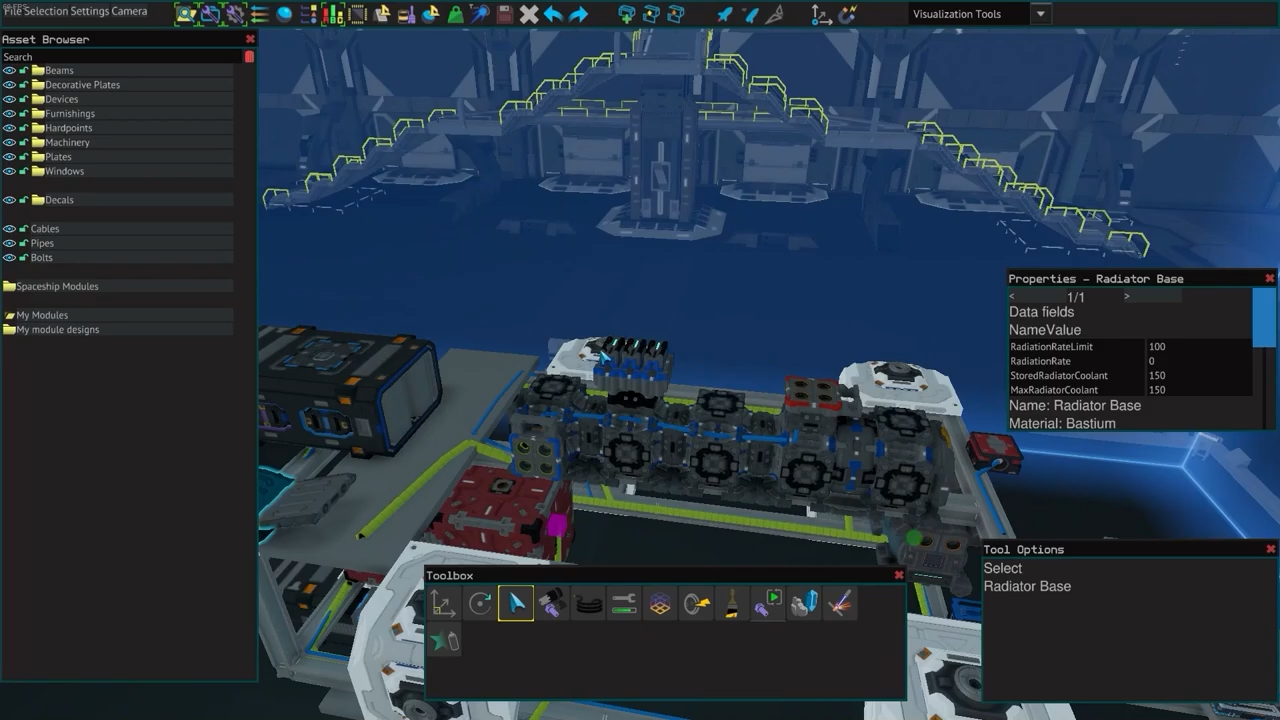 File Selection Settings Camera
Visualization Tools
Asset Browser
Search
Beams
Decorative Plates
Devices
Furnishings
Hardpoints
Machinery
Plates
Windows
Decals
Cables
Pipes
Bolts
Spaceship Modules
My Modules
My module designs
Properties - Radiator Base
< 1/1 >
Data fields
NameValue
RadiationRateLimit 100
RadiationRate 0
StoredRadiatorCoolant 150
MaxRadiatorCoolant 150
Name: Radiator Base
Material: Bastium
Toolbox
Tool Options
Select
Radiator Base